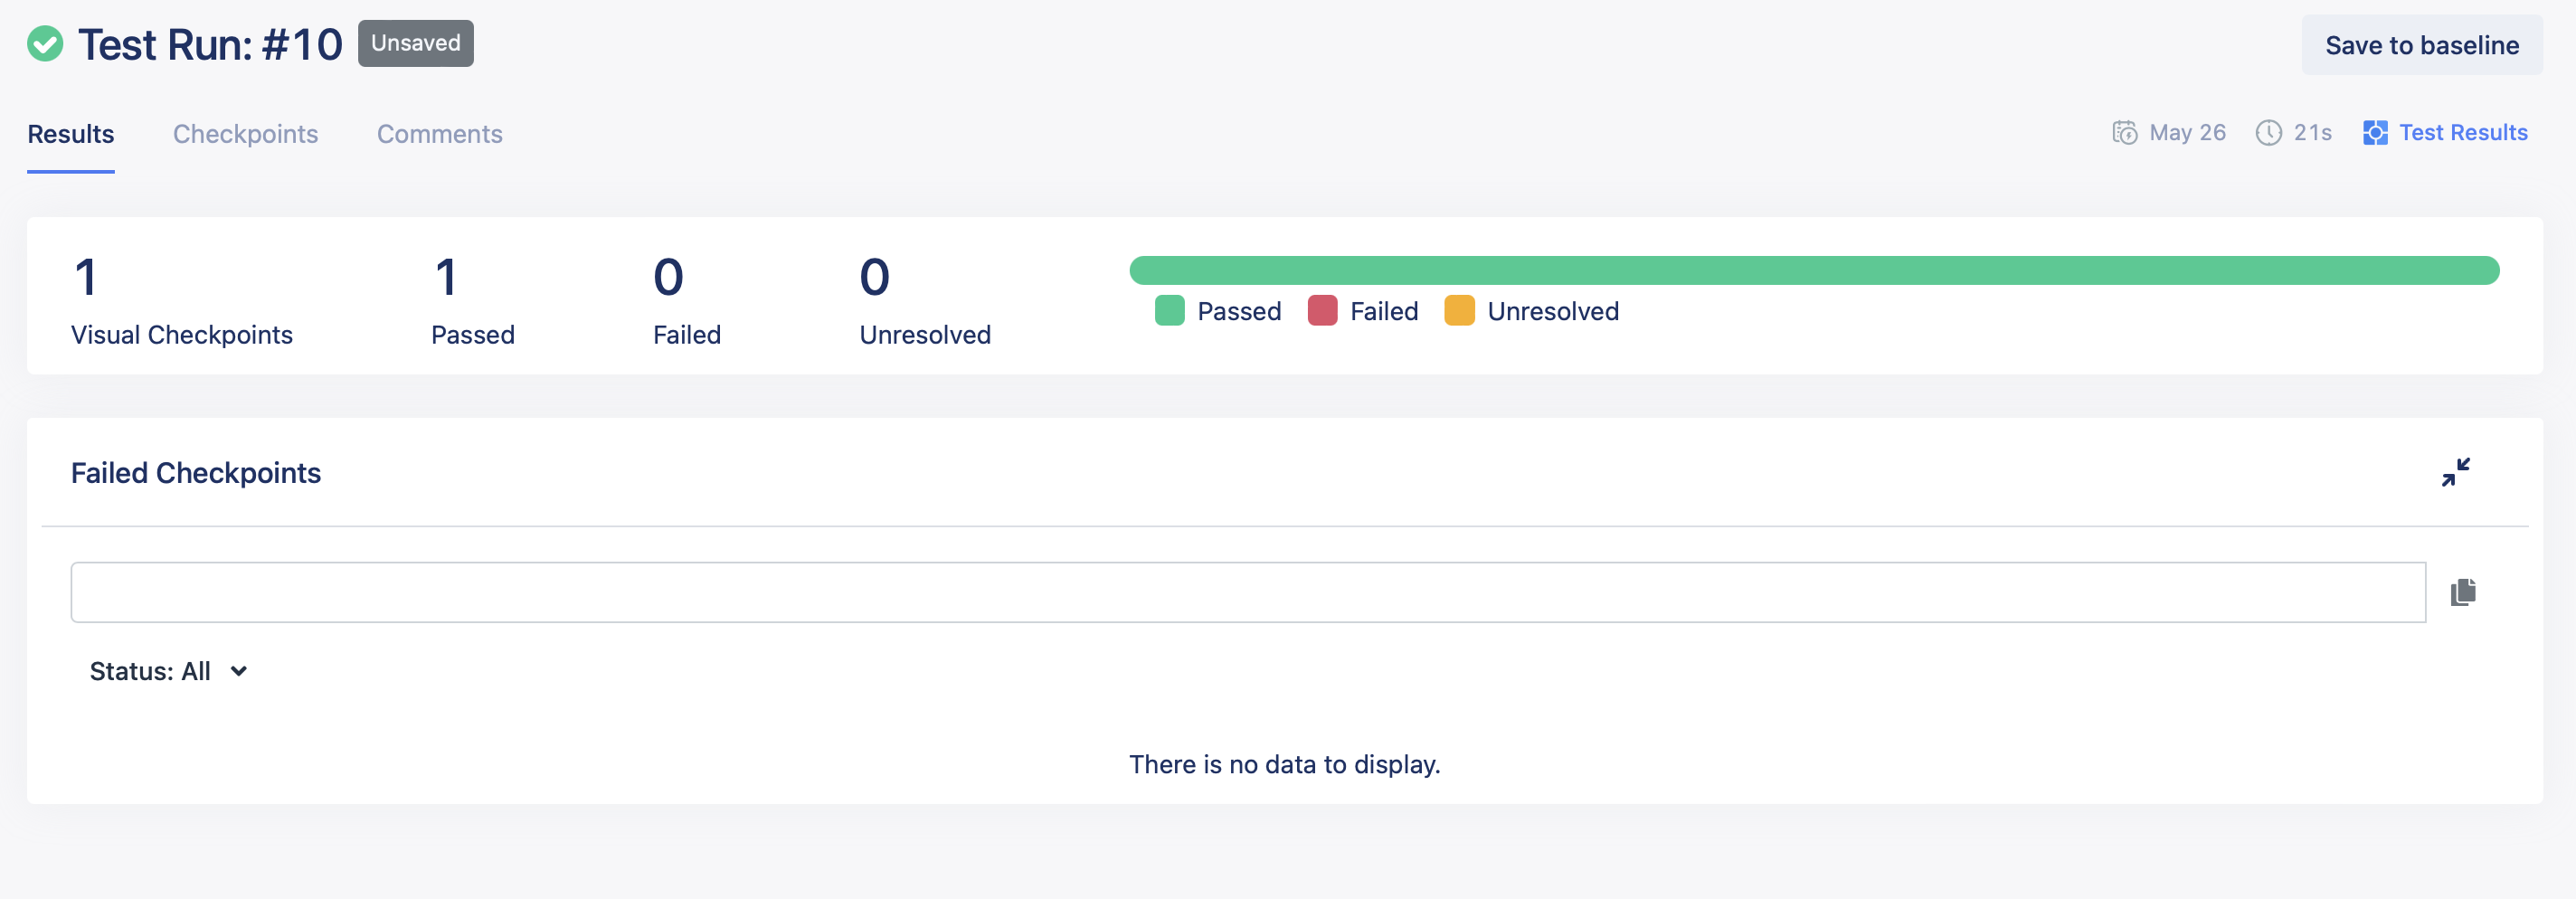 Test Run: #10 Unsaved
Save to baseline
Results Checkpoints Comments
May 26 21s Test Results
1 1 0 0
Visual Checkpoints Passed Failed Unresolved
Passed Failed Unresolved
Failed Checkpoints
Status: All
There is no data to display.